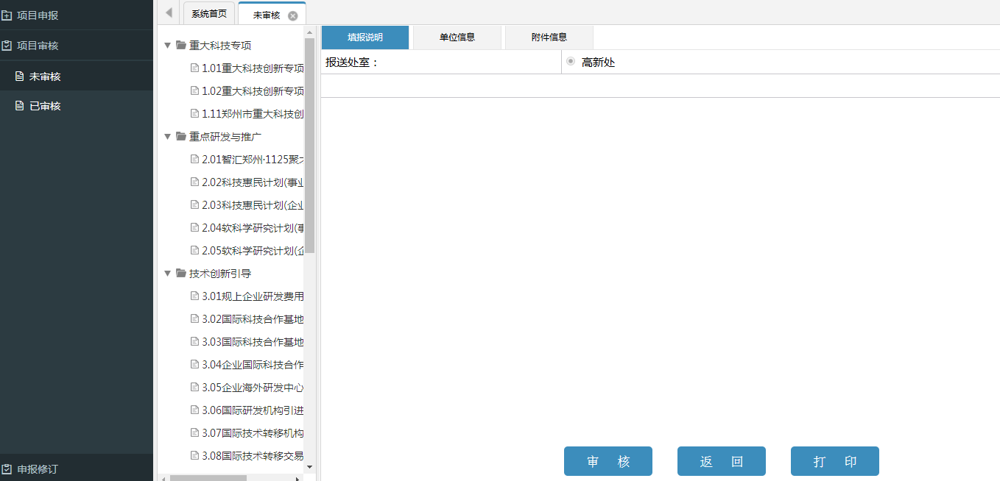 项目申报
项目审核
未审核
已审核
申报修订
系统首页
未审核
重大科技专项
1.01重大科技创新专项
1.02重大科技创新专项
1.11郑州市重大科技创
重点研发与推广
2.01智汇郑州·1125聚才
2.02科技惠民计划(事业
2.03科技惠民计划(企业
2.04软科学研究计划(事
2.05软科学研究计划(企
技术创新引导
3.01规上企业研发费用
3.02国际科技合作基地
3.03国际科技合作基地
3.04企业国际科技合作
3.05企业海外研发中心
3.06国际研发机构引进
3.07国际技术转移机构
3.08国际技术转移交易
填报说明
单位信息
附件信息
报送处室：
高新处
审 核
返 回
打 印